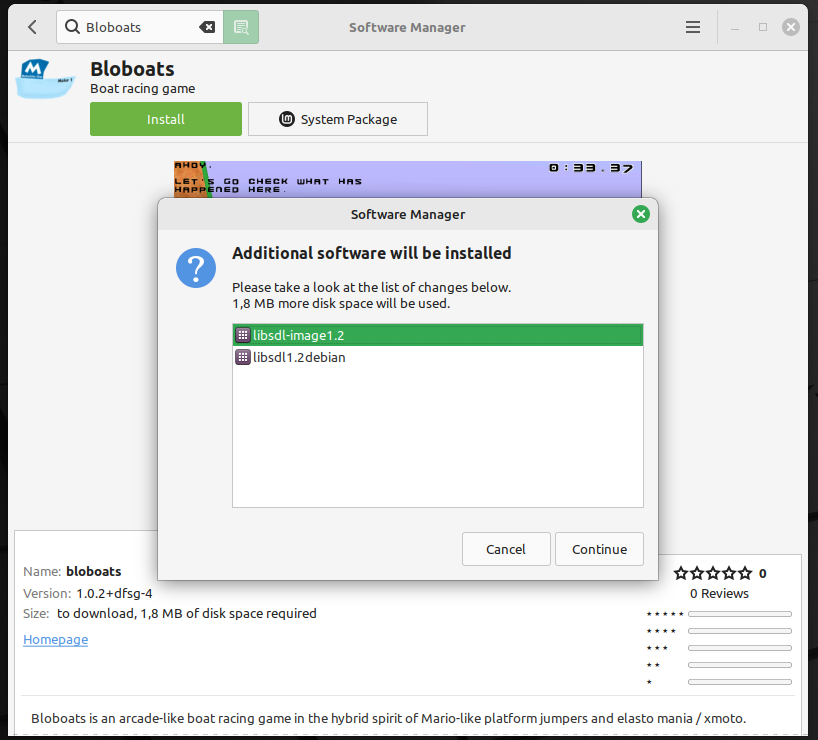 Bloboats
Software Manager
Bloboats
Boat racing game
Install
System Package
AHOY.
0:33.37
LET'S GO CHECK WHAT HAS
HAPPENED HERE.
Software Manager
Additional software will be installed
Please take a look at the list of changes below.
1,8 MB more disk space will be used.
libsdl-image1.2
libsdl1.2debian
Cancel
Continue
Name: bloboats
Version: 1.0.2+dfsg-4
Size: to download, 1,8 MB of disk space required
Homepage
0
0 Reviews
Bloboats is an arcade-like boat racing game in the hybrid spirit of Mario-like platform jumpers and elasto mania / xmoto.